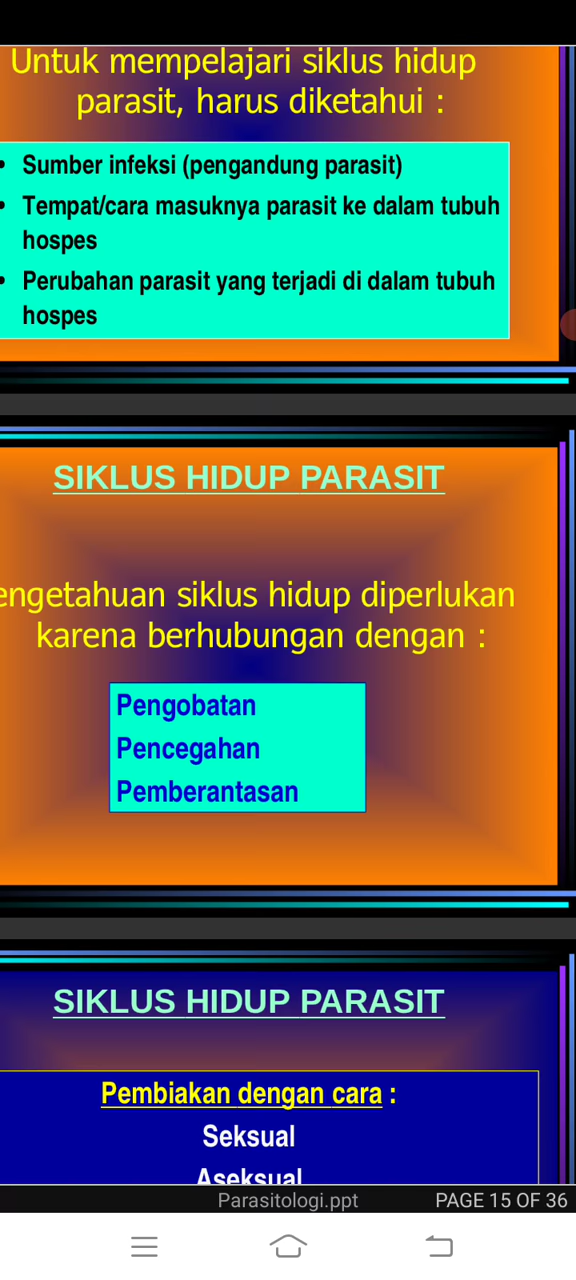 Untuk mempelajari siklus hidup
parasit, harus diketahui :
• Sumber infeksi (pengandung parasit)
• Tempat/cara masuknya parasit ke dalam tubuh
hospes
• Perubahan parasit yang terjadi di dalam tubuh
hospes
SIKLUS HIDUP PARASIT
engetahuan siklus hidup diperlukan
karena berhubungan dengan :
Pengobatan
Pencegahan
Pemberantasan
SIKLUS HIDUP PARASIT
Pembiakan dengan cara :
Seksual
Aseksual
Parasitologi.ppt
PAGE 15 OF 36